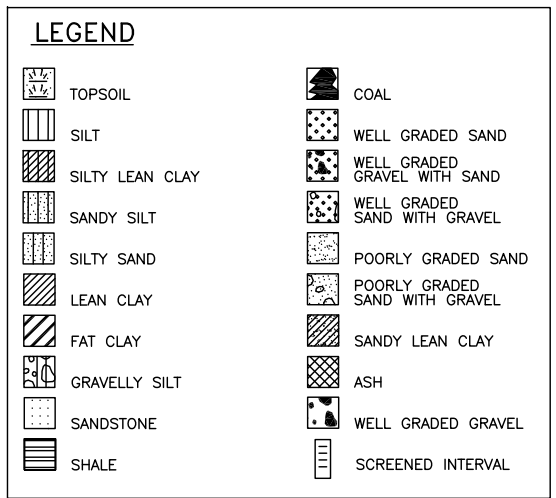 LEGEND
TOPSOIL
SILT
SILTY LEAN CLAY
SANDY SILT
SILTY SAND
LEAN CLAY
FAT CLAY
GRAVELLY SILT
SANDSTONE
SHALE
COAL
WELL GRADED SAND
WELL GRADED
GRAVEL WITH SAND
WELL GRADED
SAND WITH GRAVEL
POORLY GRADED SAND
POORLY GRADED
SAND WITH GRAVEL
SANDY LEAN CLAY
ASH
WELL GRADED GRAVEL
SCREENED INTERVAL